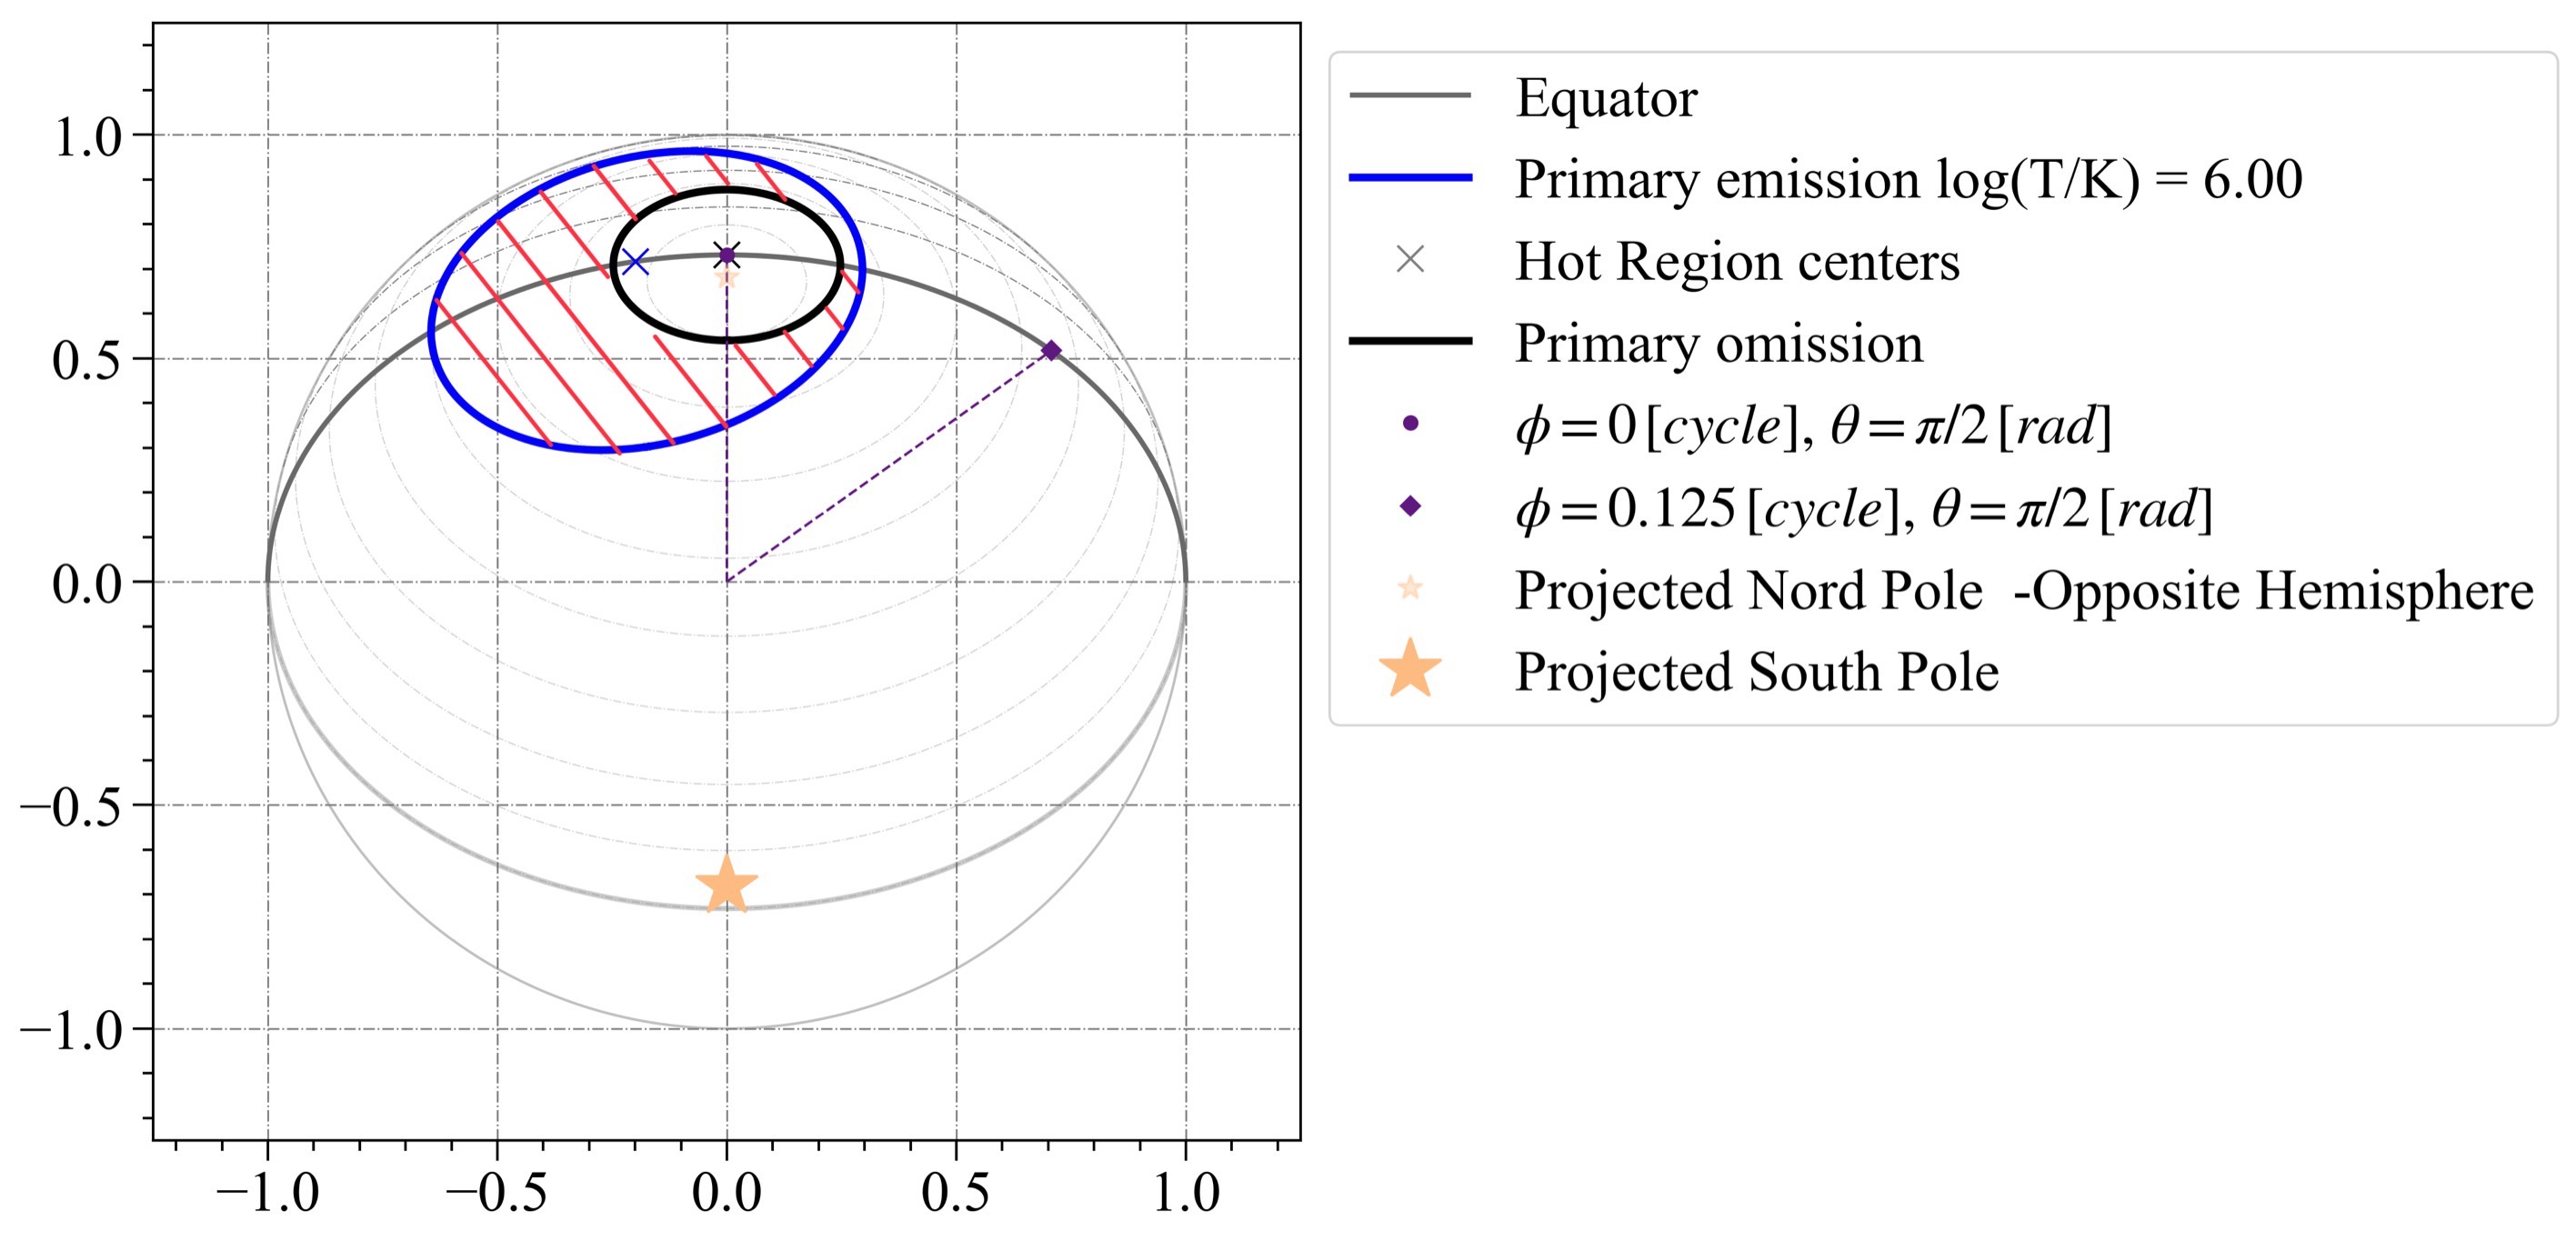 1.0
0.5
0.0
−0.5
−1.0
−1.0 −0.5 0.0 0.5 1.0
Equator
Primary emission log(T/K) = 6.00
Hot Region centers
Primary omission
ϕ = 0 [cycle], θ = π/2 [rad]
ϕ = 0.125 [cycle], θ = π/2 [rad]
Projected Nord Pole -Opposite Hemisphere
Projected South Pole